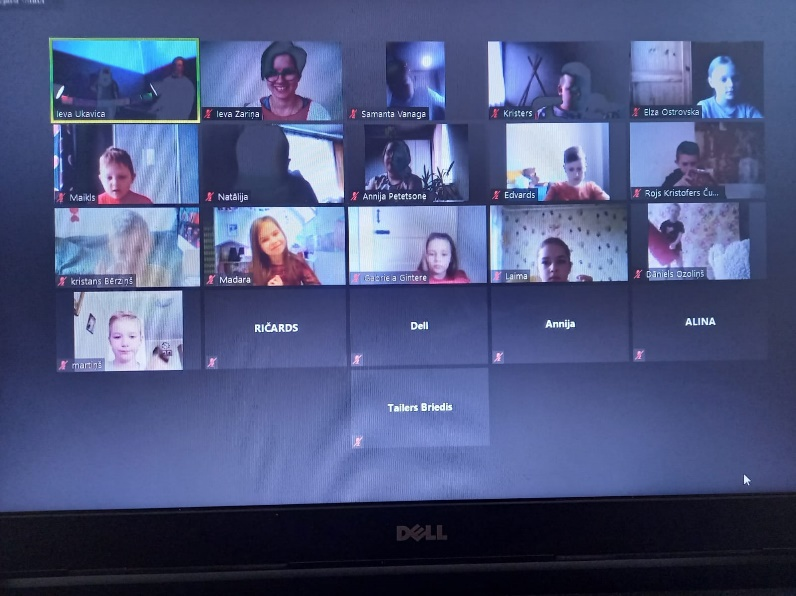 Ieva Ukavica
Ieva Zariņa
Samanta Vanaga
Kristers
Elza Ostrovska
Maikls
Natālija
Annija Petetsone
Edvards
Rojs Kristofers Ču...
kristans Bērziņš
Madara
Gabriela Gintere
Laima
Daniels Ozoliņš
martiņš
RIČARDS
Dell
Annija
ALINA
Tailers Briedis
DELL